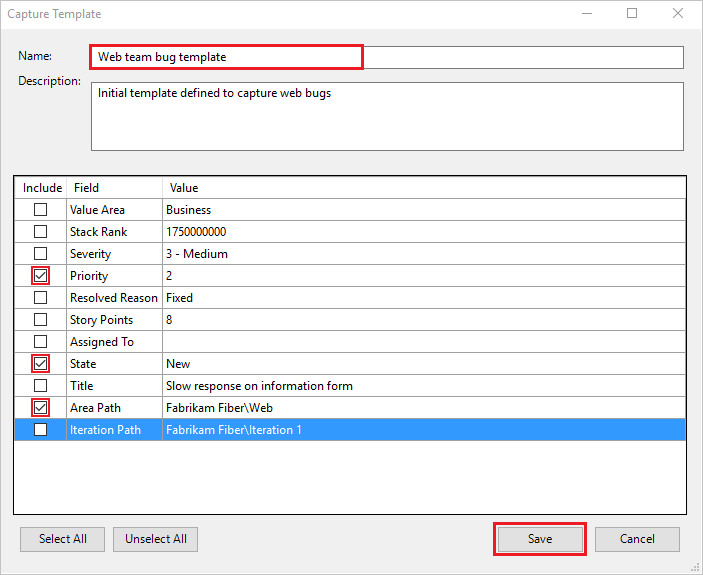 Capture Template
Name: Web team bug template
Description: Initial template defined to capture web bugs
Include Field Value
Value Area Business
Stack Rank 1750000000
Severity 3 - Medium
Priority 2
Resolved Reason Fixed
Story Points 8
Assigned To
State New
Title Slow response on information form
Area Path Fabrikam Fiber\Web
Iteration Path Fabrikam Fiber\Iteration 1
Select All Unselect All Save Cancel